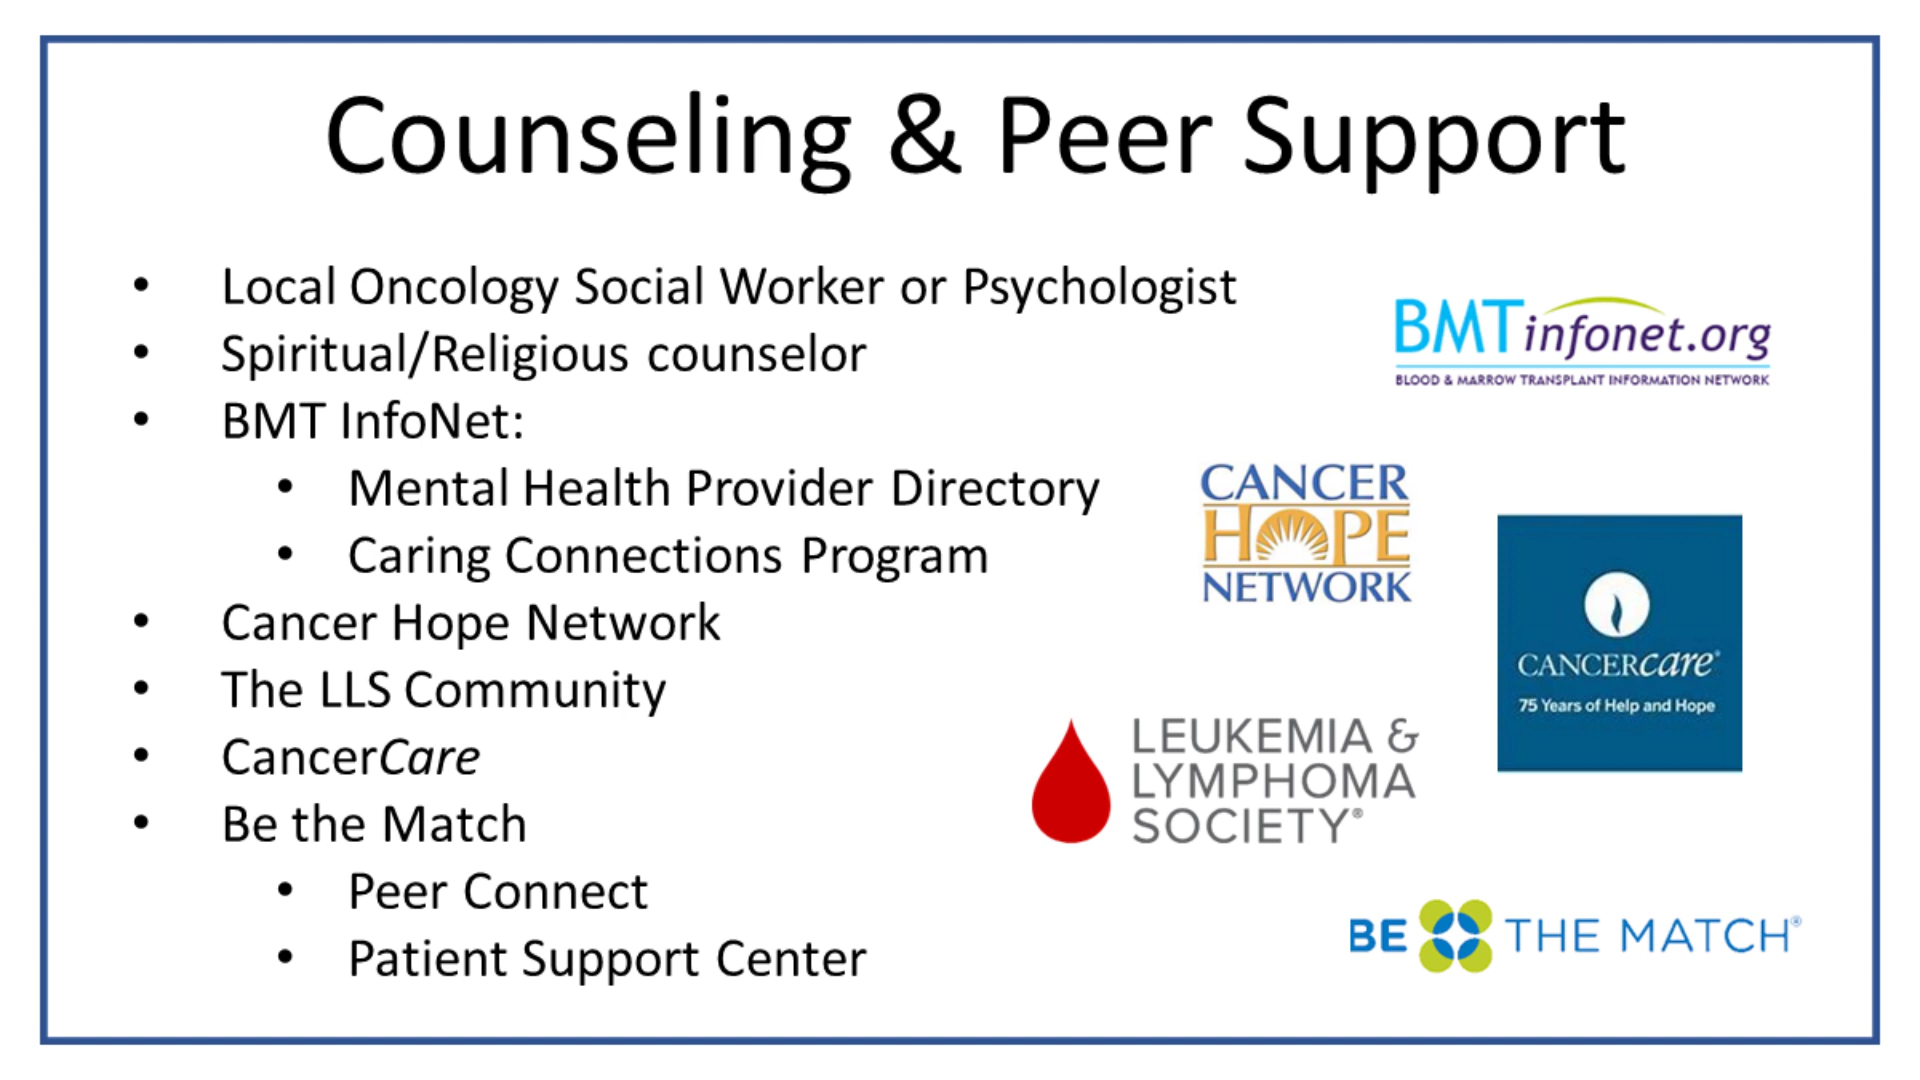 Counseling & Peer Support
• Local Oncology Social Worker or Psychologist
• Spiritual/Religious counselor
• BMT InfoNet:
• Mental Health Provider Directory
• Caring Connections Program
• Cancer Hope Network
• The LLS Community
• CancerCare
• Be the Match
• Peer Connect
• Patient Support Center
BMT infonet.org
BLOOD & MARROW TRANSPLANT INFORMATION NETWORK
CANCER
HOPE
NETWORK
CANCERcare®
75 Years of Help and Hope
LEUKEMIA &
LYMPHOMA
SOCIETY®
BE THE MATCH®